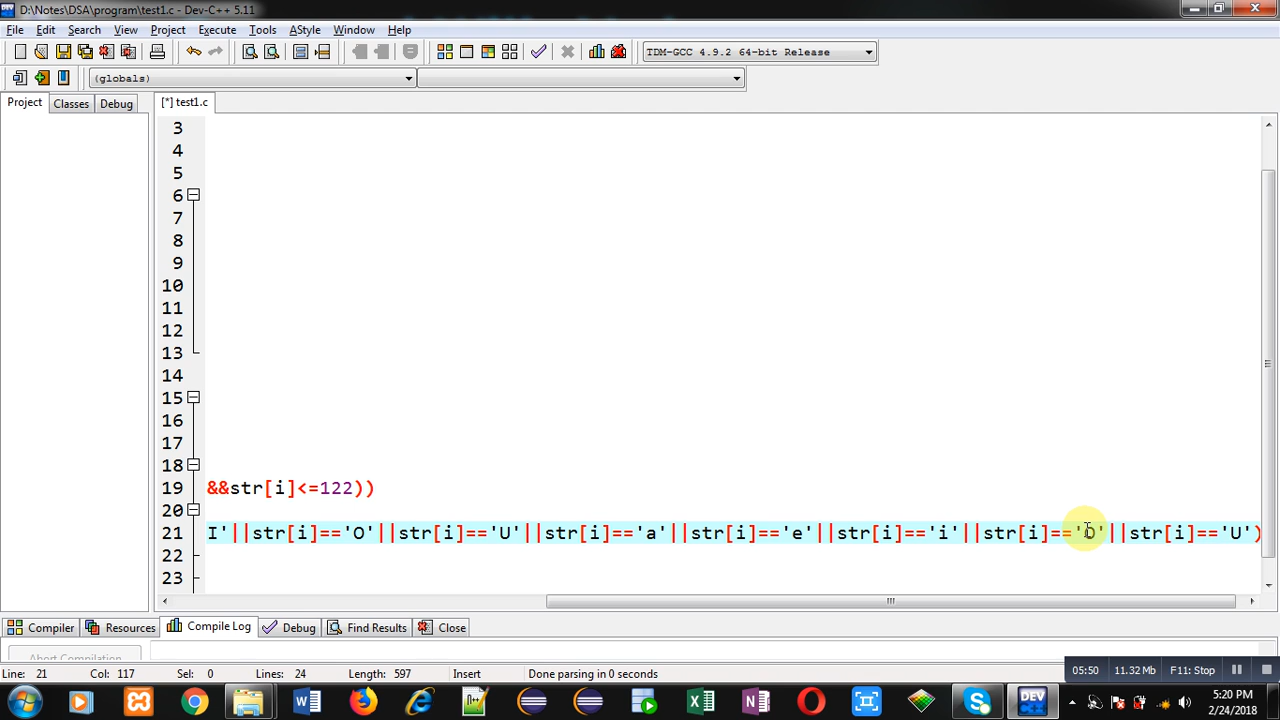 D:\Notes\DSA\program\test1.c - Dev-C++ 5.11
File Edit Search View Project Execute Tools AStyle Window Help
TDM-GCC 4.9.2 64-bit Release
(globals)
Project Classes Debug [*] test1.c
3
4
5
6
7
8
9
10
11
12
13
14
15
16
17
18
19 &&str[i]<=122))
20
21 I'||str[i]=='O'||str[i]=='U'||str[i]=='a'||str[i]=='e'||str[i]=='i'||str[i]=='O'||str[i]=='U')
22
23
Compiler Resources Compile Log Debug Find Results Close
Abort Compilation
Line: 21 Col: 117 Sel: 0 Lines: 24 Length: 597 Insert Done parsing in 0 seconds
05:50 11.32 Mb F11: Stop
5:20 PM
2/24/2018